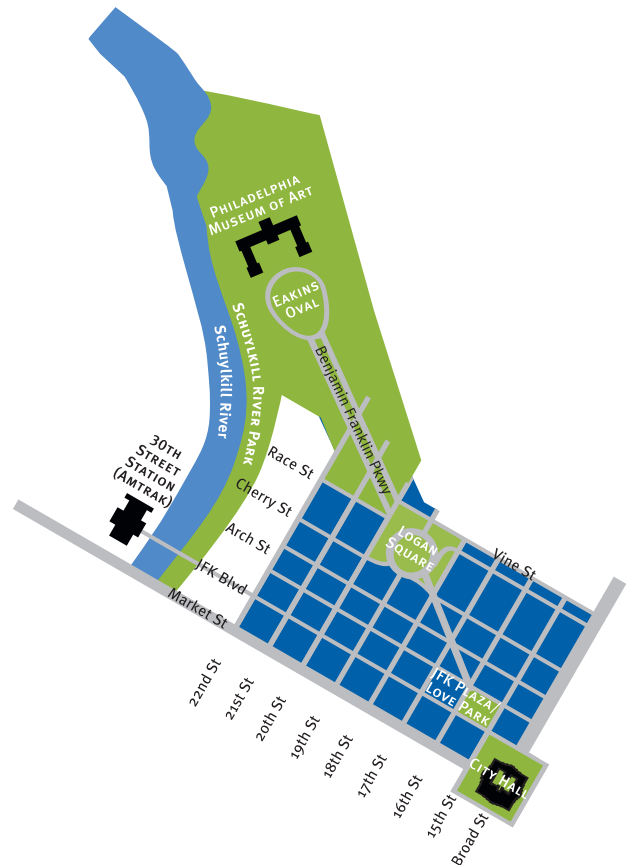 PHILADELPHIA
MUSEUM OF ART
EAKINS
OVAL
SCHUYLKILL RIVER PARK
Schuylkill River
Benjamin Franklin Pkwy
30TH
STREET
STATION
(AMTRAK)
Race St
Cherry St
Arch St
JFK Blvd
Market St
LOGAN
SQUARE
Vine St
22nd St
21st St
20th St
19th St
18th St
17th St
16th St
15th St
Broad St
JFK PLAZA/
LOVE PARK
CITY HALL